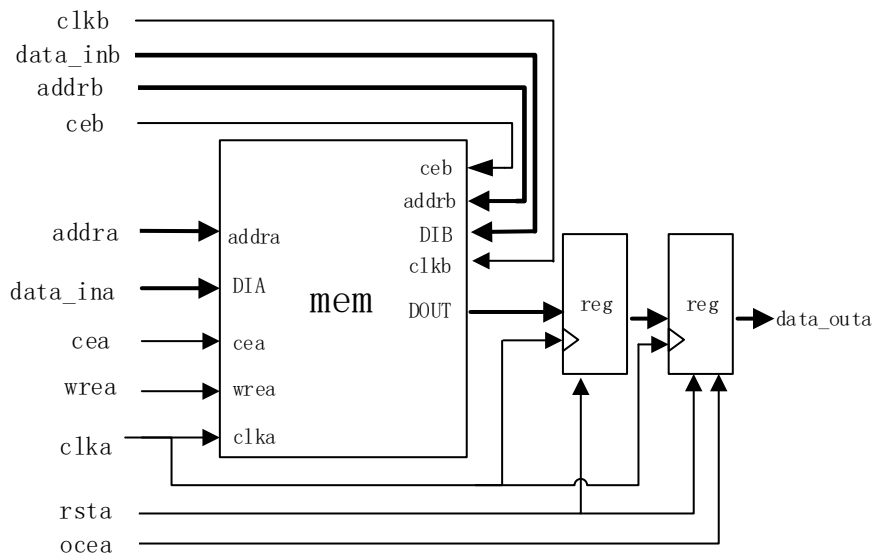 clkb
data_inb
addrb
ceb
addra
data_ina
cea
wrea
clka
rsta
ocea
ceb
addrb
DIB
clkb
DOUT
addra
DIA
mem
cea
wrea
clka
reg
reg
data_outa